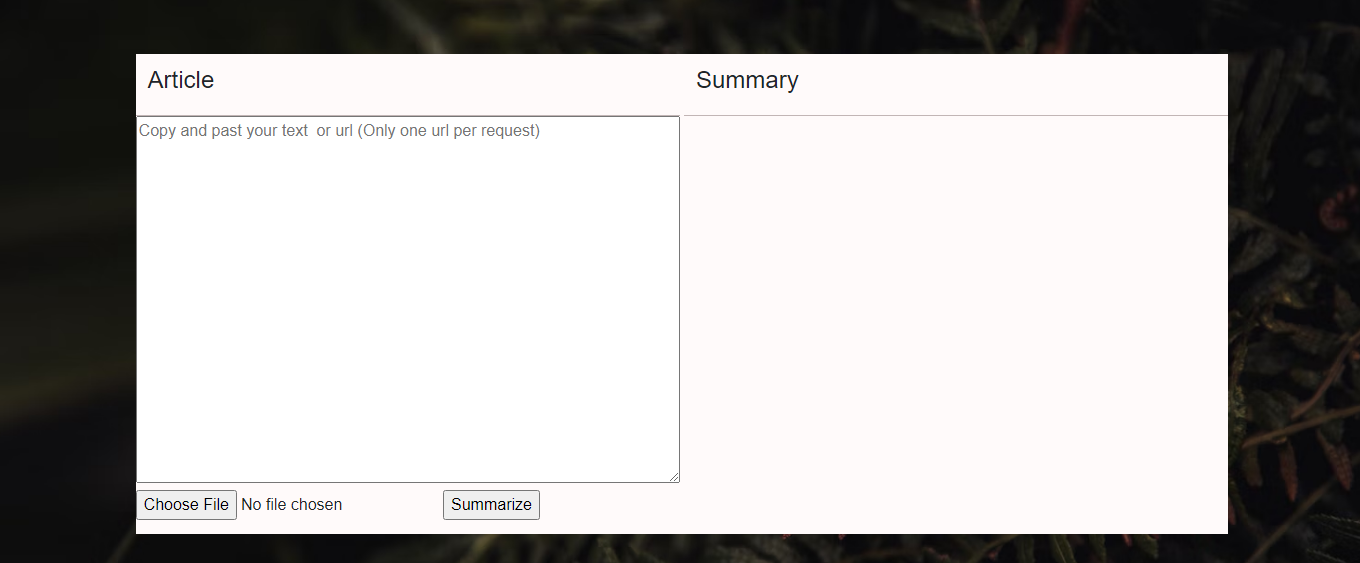 Article
Summary
Copy and past your text  or url (Only one url per request)
Choose File No file chosen
Summarize